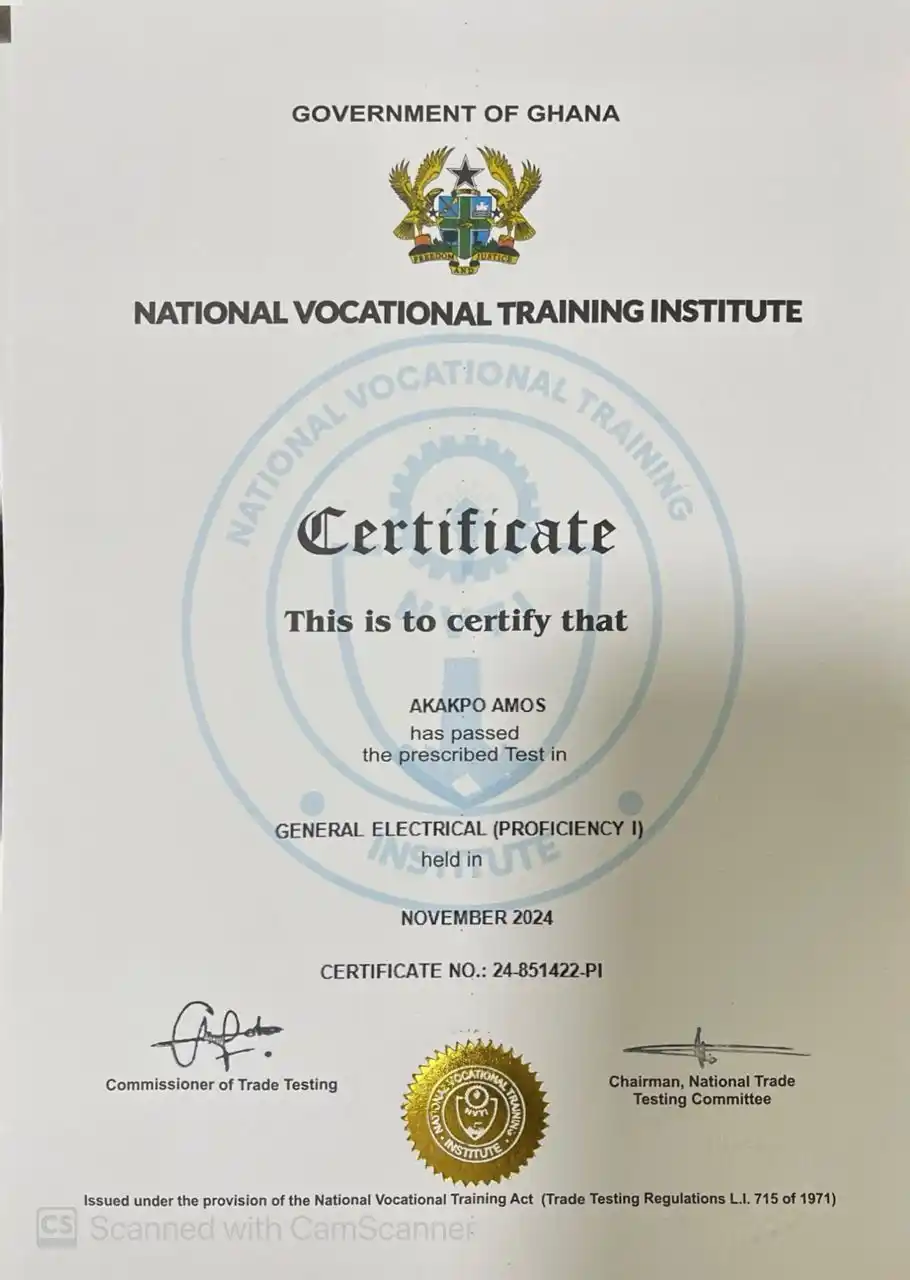 GOVERNMENT OF GHANA
FREEDOM AND JUSTICE
NATIONAL VOCATIONAL TRAINING INSTITUTE
NATIONAL VOCATIONAL TRAINING
NVTI
INSTITUTE
Certificate
This is to certify that
AKAKPO AMOS
has passed
the prescribed Test in
GENERAL ELECTRICAL (PROFICIENCY I)
held in
NOVEMBER 2024
CERTIFICATE NO.: 24-851422-PI
Commissioner of Trade Testing
Chairman, National Trade
Testing Committee
NATIONAL VOCATIONAL TRAINING
NVTI
INSTITUTE
Issued under the provision of the National Vocational Training Act (Trade Testing Regulations L.I. 715 of 1971)
CS Scanned with CamScanner